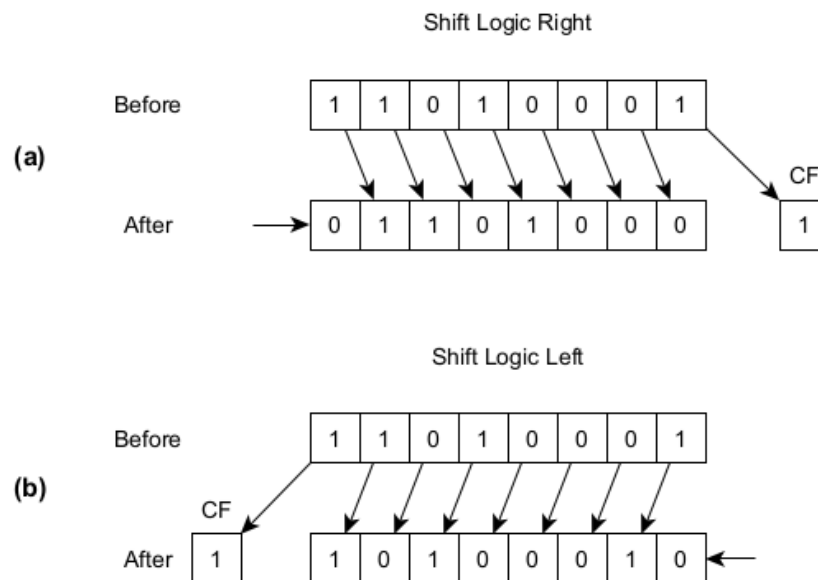 Shift Logic Right
Before 1 1 0 1 0 0 0 1
(a)
CF
After 0 1 1 0 1 0 0 0 1
Shift Logic Left
Before 1 1 0 1 0 0 0 1
(b)
CF
After 1 1 0 1 0 0 0 1 0